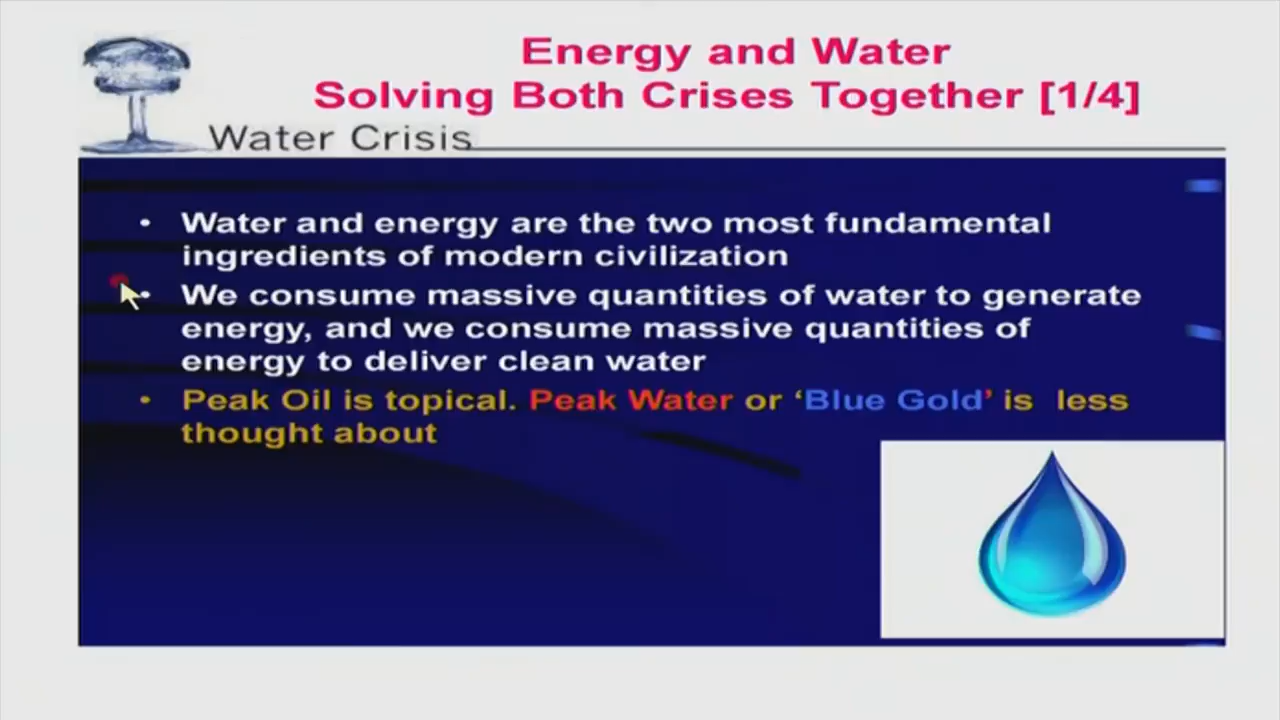 Energy and Water
Solving Both Crises Together [1/4]
Water Crisis
• Water and energy are the two most fundamental
ingredients of modern civilization
• We consume massive quantities of water to generate
energy, and we consume massive quantities of
energy to deliver clean water
• Peak Oil is topical. Peak Water or ‘Blue Gold’ is less
thought about